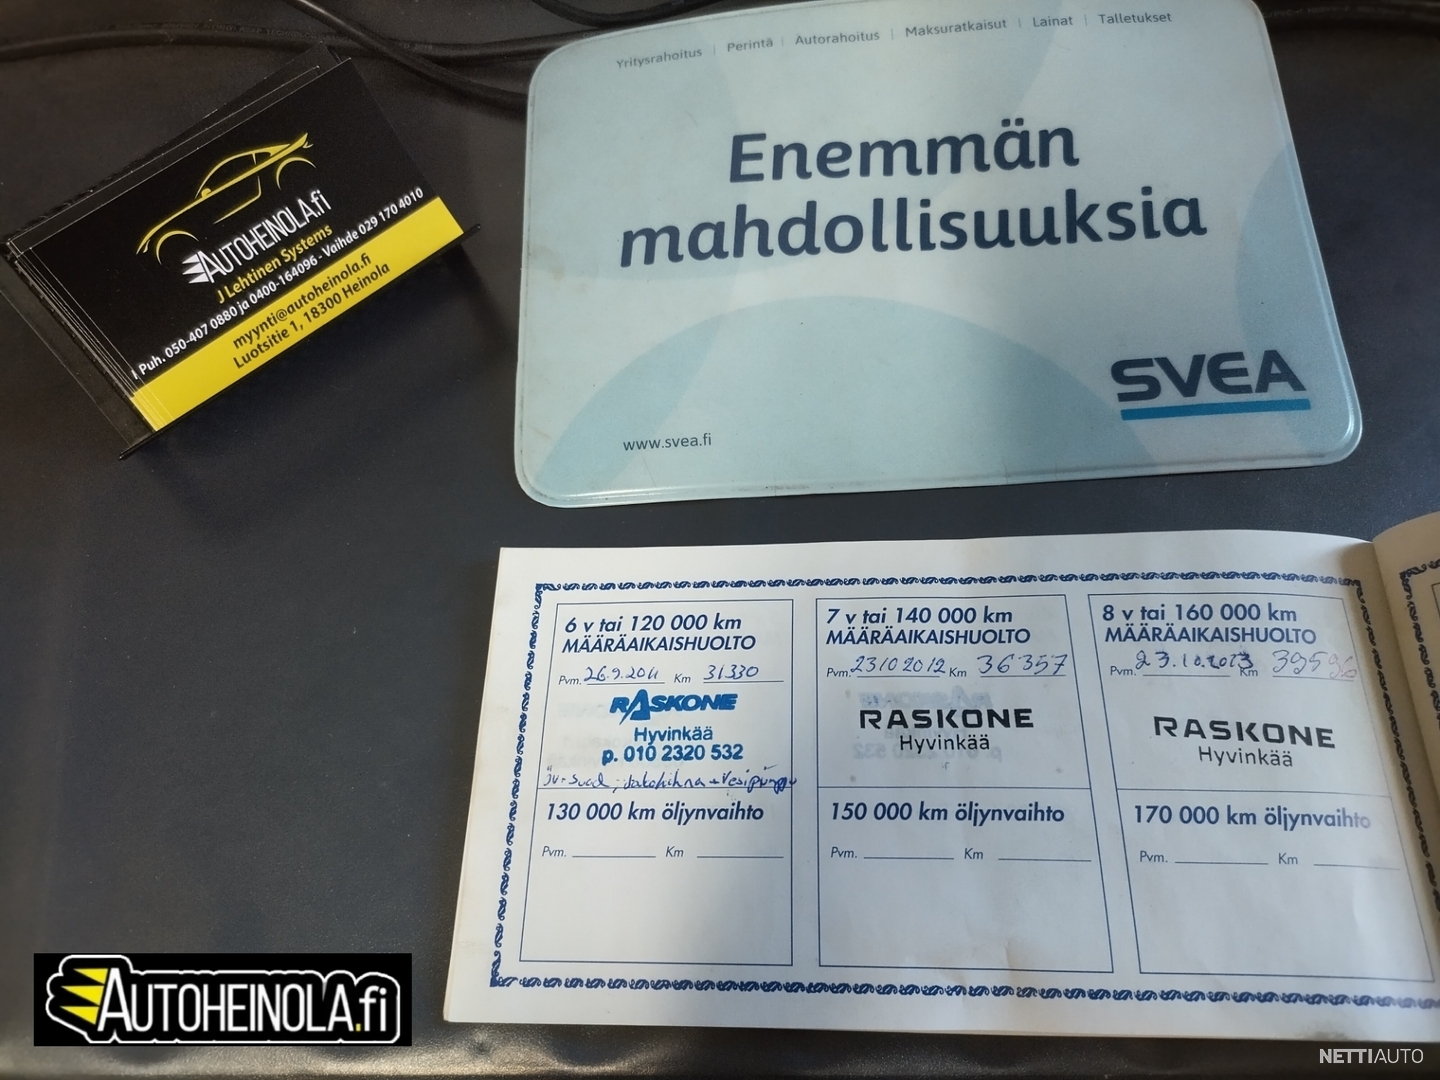 AUTOHEINOLA.fi
J Lehtinen Systems
Puh. 050-407 0880 ja 0400-164096 - Vaihde 029 170 4010
myynti@autoheinola.fi
Luotsitie 1, 18300 Heinola
Yritysrahoitus | Perintä | Autorahoitus | Maksuratkaisut | Lainat | Talletukset
Enemmän
mahdollisuuksia
SVEA
www.svea.fi
6 v tai 120 000 km
MÄÄRÄAIKAISHUOLTO
Pvm. 26.9.2011 Km 31330
RASKONE
Hyvinkää
p. 010 2320 532
jakohihna + Vesipumppu
130 000 km öljynvaihto
Pvm. Km
7 v tai 140 000 km
MÄÄRÄAIKAISHUOLTO
Pvm. 23102012 Km 36357
RASKONE
Hyvinkää
150 000 km öljynvaihto
Pvm. Km
8 v tai 160 000 km
MÄÄRÄAIKAISHUOLTO
Pvm. 23.10.2013 Km
RASKONE
Hyvinkää
170 000 km öljynvaihto
Pvm. Km
AUTOHEINOLA.fi
NETTIAUTO